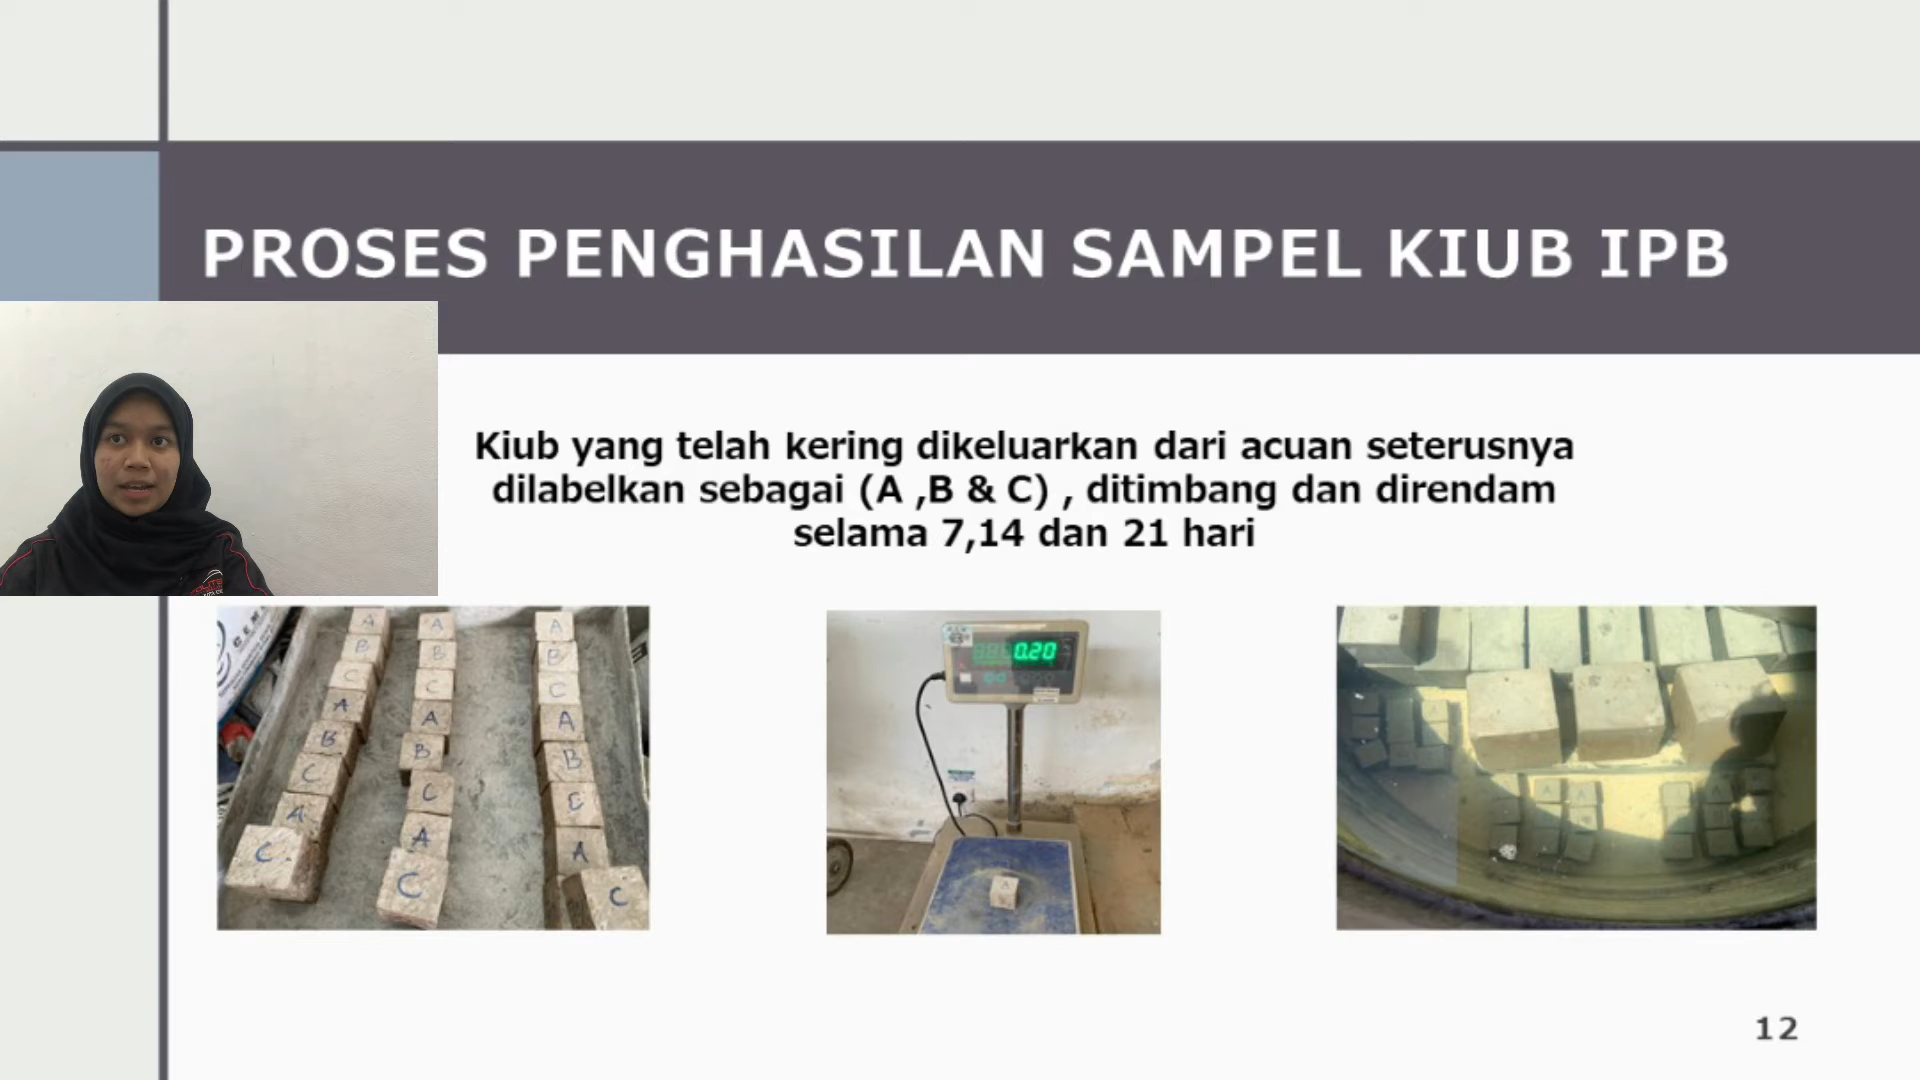 PROSES PENGHASILAN SAMPEL KIUB IPB
Kiub yang telah kering dikeluarkan dari acuan seterusnya
dilabelkan sebagai (A ,B & C) , ditimbang dan direndam
selama 7,14 dan 21 hari
A A A
B B B
C C C
A A A
B B B
C C C
A A A
C C C
0.20
A
A A A
12